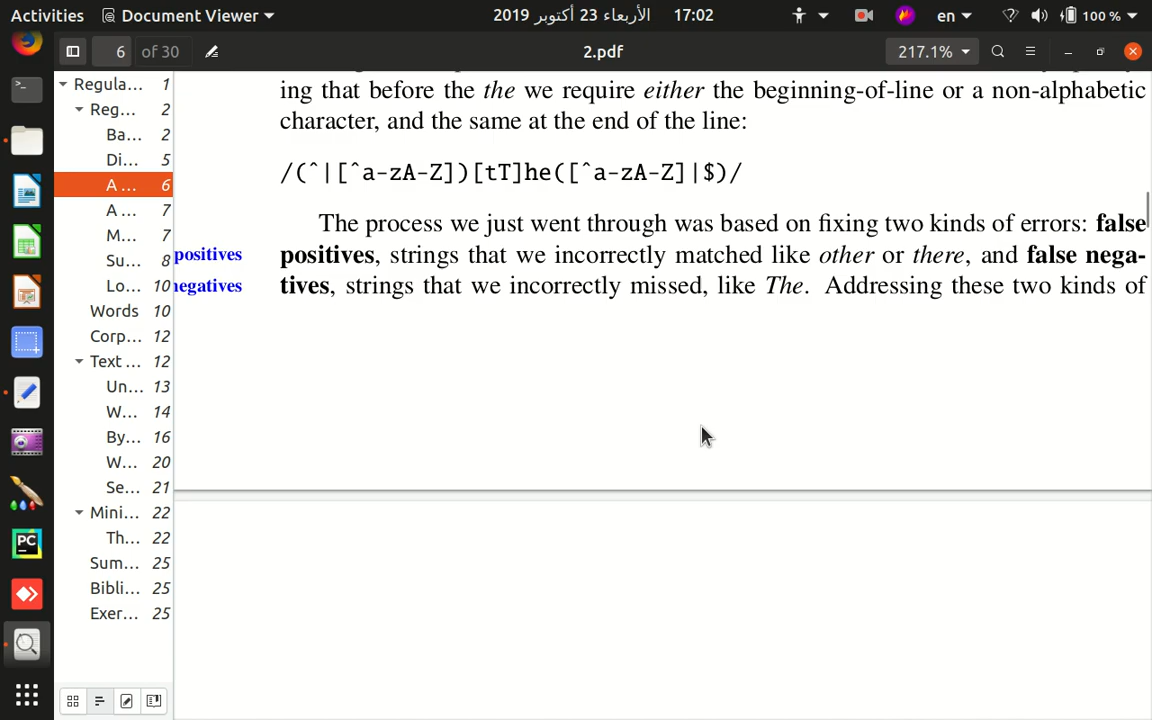 Activities Document Viewer الأربعاء 23 أكتوبر 2019 17:02 en 100 %
6 of 30 2.pdf 217.1%
Regula... 1
Reg... 2
Ba... 2
Di... 5
A ... 6
A ... 7
M... 7
Su... 8
Lo... 10
Words 10
Corp... 12
Text ... 12
Un... 13
W... 14
By... 16
W... 20
Se... 21
Mini... 22
Th... 22
Sum... 25
Bibli... 25
Exer... 25
ing that before the the we require either the beginning-of-line or a non-alphabetic
character, and the same at the end of the line:
/(^|[^a-zA-Z])[tT]he([^a-zA-Z]|$)/
The process we just went through was based on fixing two kinds of errors: false
positives positives, strings that we incorrectly matched like other or there, and false nega-
negatives tives, strings that we incorrectly missed, like The. Addressing these two kinds of
PC